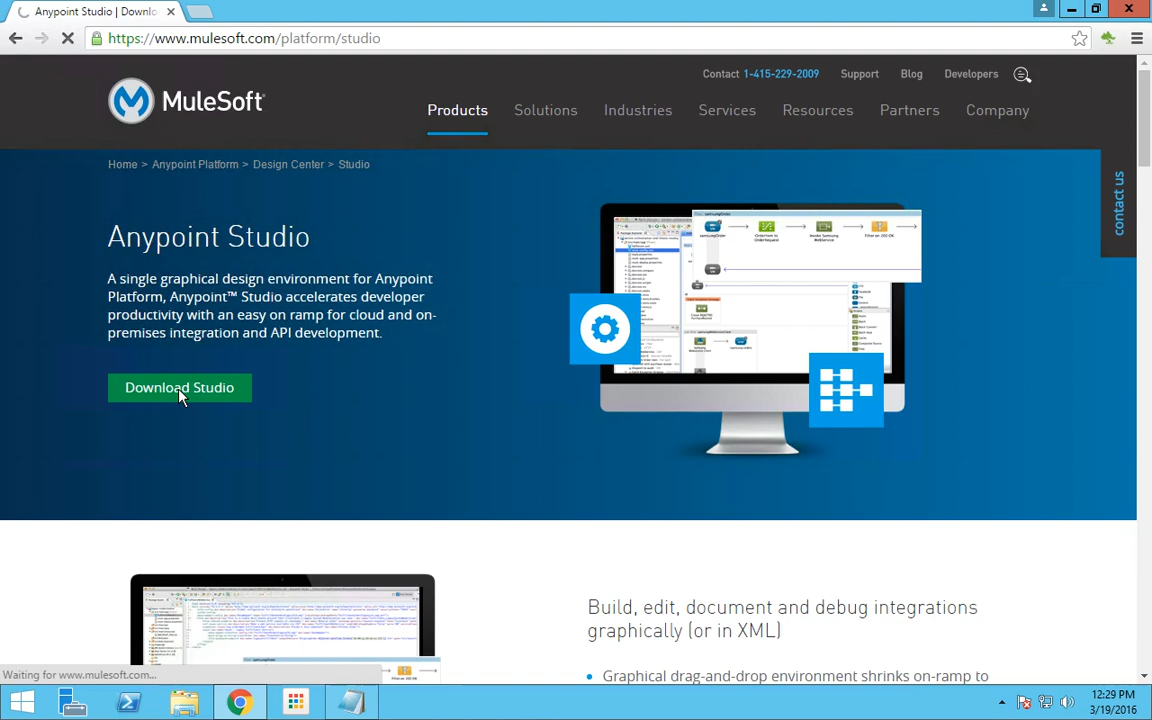 Anypoint Studio | Downlo
https://www.mulesoft.com/platform/studio
Contact 1-415-229-2009 Support Blog Developers
MuleSoft
Products Solutions Industries Services Resources Partners Company
Home > Anypoint Platform > Design Center > Studio
contact us
Anypoint Studio
A single graphical design environment for Anypoint
Platform, Anypoint™ Studio accelerates developer
productivity with an easy on ramp for cloud and on-
premises integration and API development.
Download Studio
Build, edit, document and debug integrations
graphically (or in XML)
Graphical drag-and-drop environment shrinks on-ramp to
Waiting for www.mulesoft.com...
12:29 PM
3/19/2016